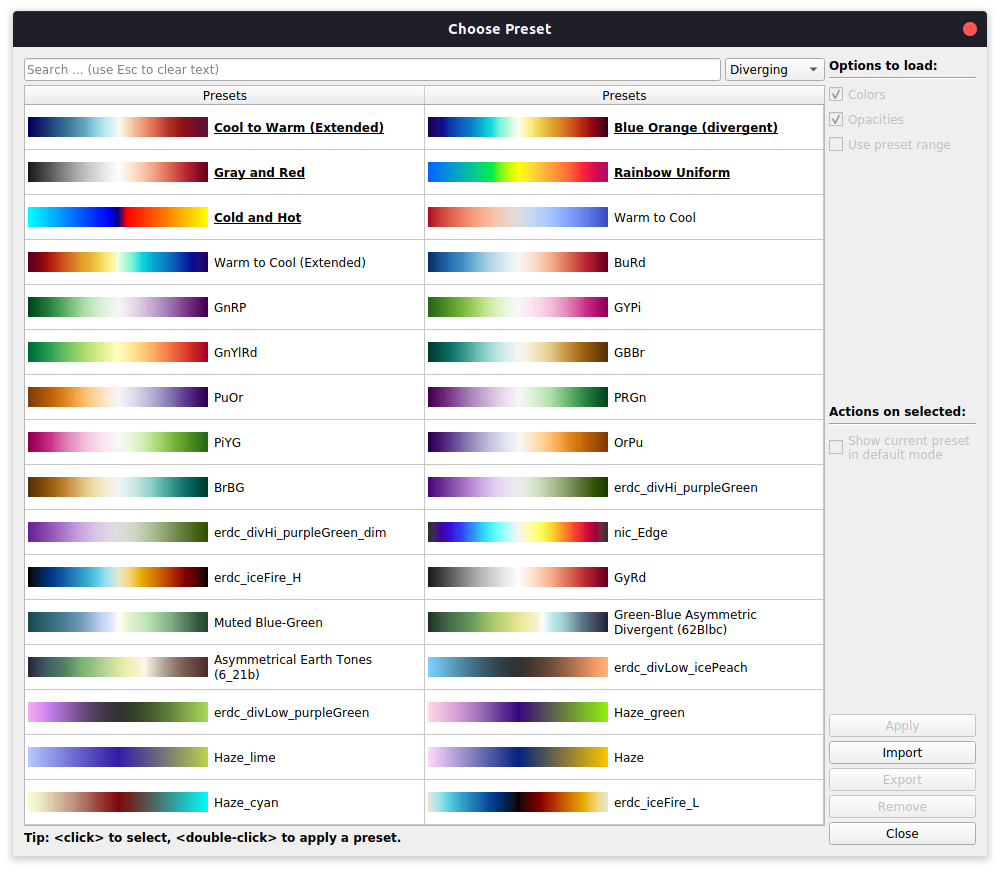 Choose Preset
Search ... (use Esc to clear text)
Diverging
Options to load:
Presets
Presets
Colors
Opacities
Use preset range
Cool to Warm (Extended)
Blue Orange (divergent)
Gray and Red
Rainbow Uniform
Cold and Hot
Warm to Cool
Warm to Cool (Extended)
BuRd
GnRP
GYPi
GnYlRd
GBBr
PuOr
PRGn
PiYG
OrPu
BrBG
erdc_divHi_purpleGreen
erdc_divHi_purpleGreen_dim
nic_Edge
erdc_iceFire_H
GyRd
Muted Blue-Green
Green-Blue Asymmetric
Divergent (62Blbc)
Asymmetrical Earth Tones
(6_21b)
erdc_divLow_icePeach
erdc_divLow_purpleGreen
Haze_green
Haze_lime
Haze
Haze_cyan
erdc_iceFire_L
Actions on selected:
Show current preset
in default mode
Apply
Import
Export
Remove
Close
Tip: <click> to select, <double-click> to apply a preset.